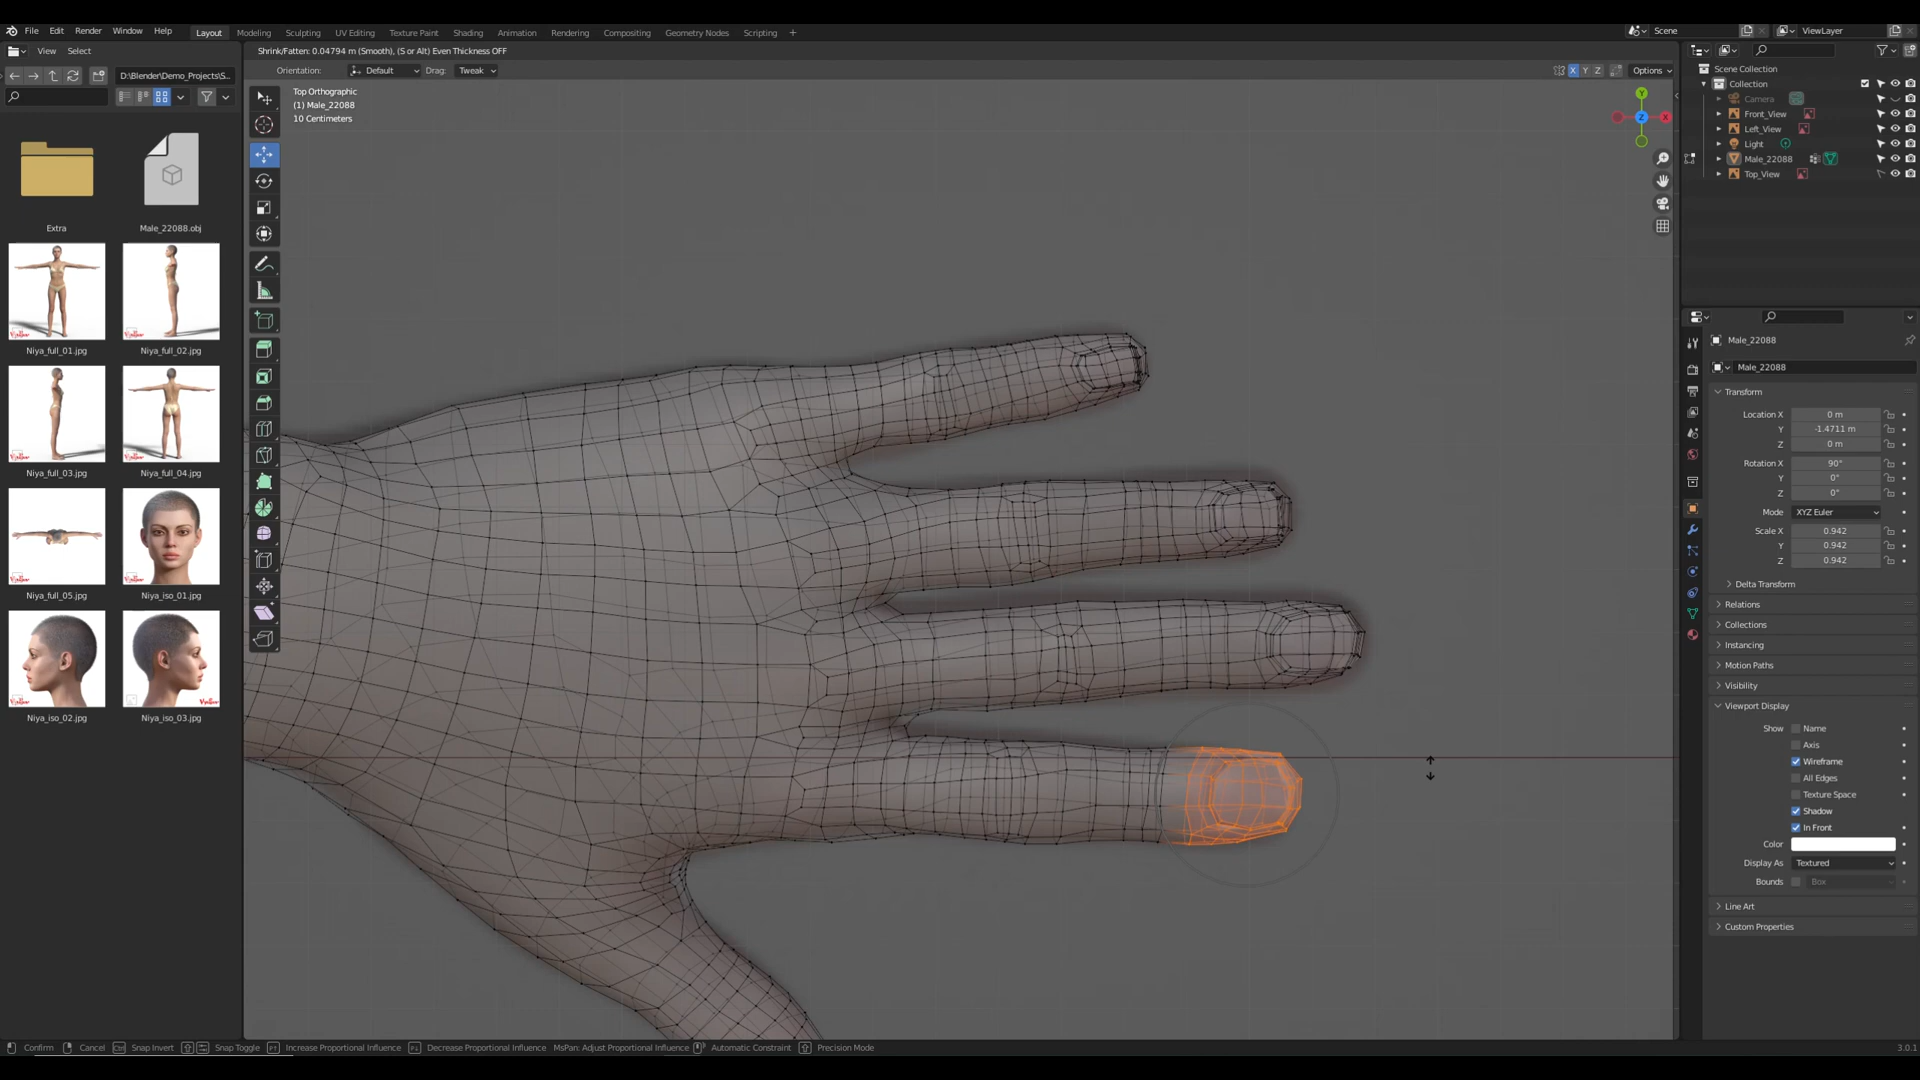 File Edit Render Window Help
Layout Modeling Sculpting UV Editing Texture Paint Shading Animation Rendering Compositing Geometry Nodes Scripting +
Scene
ViewLayer
View Select
Shrink/Fatten: 0.04794 m (Smooth), (S or Alt) Even Thickness OFF
D:\Blender\Demo_Projects\S...
Orientation: Default Drag: Tweak
X Y Z Options
Top Orthographic
(1) Male_22088
10 Centimeters
Y
Z
X
Extra
Male_22088.obj
Niya_full_01.jpg
Niya_full_02.jpg
Niya_full_03.jpg
Niya_full_04.jpg
Niya_full_05.jpg
Niya_iso_01.jpg
Niya_iso_02.jpg
Niya_iso_03.jpg
Scene Collection
Collection
Camera
Front_View
Left_View
Light
Male_22088
Top_View
Male_22088
Male_22088
Transform
Location X 0 m
Y -1.4711 m
Z 0 m
Rotation X 90°
Y 0°
Z 0°
Mode XYZ Euler
Scale X 0.942
Y 0.942
Z 0.942
Delta Transform
Relations
Collections
Instancing
Motion Paths
Visibility
Viewport Display
Show Name
Axis
Wireframe
All Edges
Texture Space
Shadow
In Front
Color
Display As Textured
Bounds Box
Line Art
Custom Properties
Confirm Cancel Snap Invert Snap Toggle Increase Proportional Influence Decrease Proportional Influence MsPan: Adjust Proportional Influence Automatic Constraint Precision Mode
3.0.1